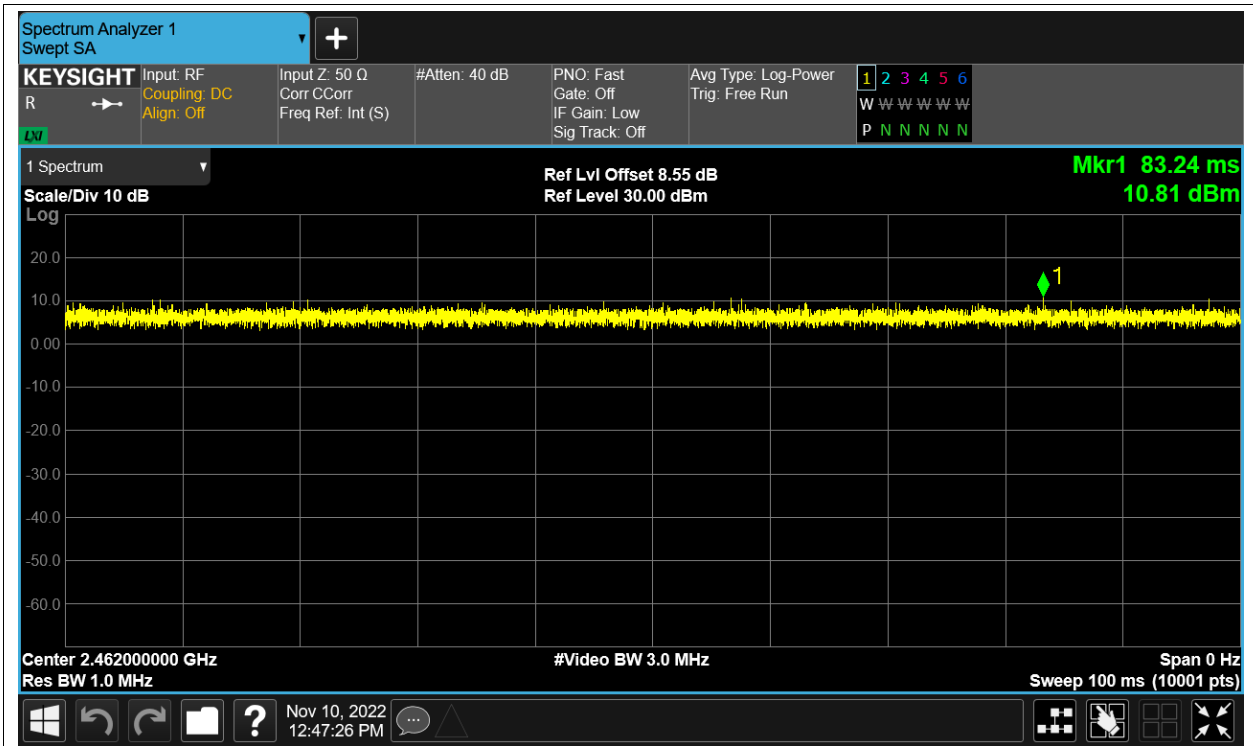 Spectrum Analyzer 1
Swept SA
KEYSIGHT Input: RF Input Z: 50 Ω #Atten: 40 dB PNO: Fast Avg Type: Log-Power 1 2 3 4 5 6
R Coupling: DC Corr CCorr Gate: Off Trig: Free Run W W W W W W
Align: Off Freq Ref: Int (S) IF Gain: Low
LXI Sig Track: Off P N N N N N
1 Spectrum Ref Lvl Offset 8.55 dB Mkr1 83.24 ms
Scale/Div 10 dB Ref Level 30.00 dBm 10.81 dBm
Log
20.0
1
10.0
0.00
-10.0
-20.0
-30.0
-40.0
-50.0
-60.0
Center 2.462000000 GHz #Video BW 3.0 MHz Span 0 Hz
Res BW 1.0 MHz Sweep 100 ms (10001 pts)
? Nov 10, 2022
12:47:26 PM